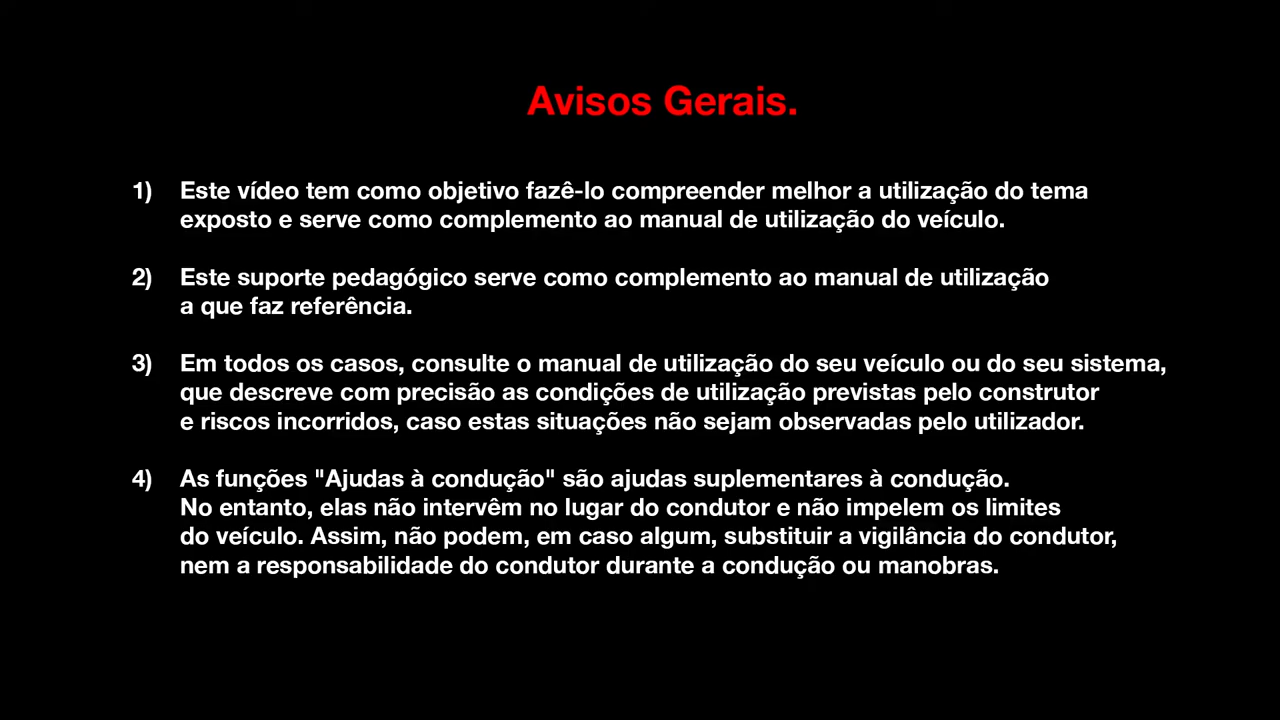 Avisos Gerais.
1) Este vídeo tem como objetivo fazê-lo compreender melhor a utilização do tema
exposto e serve como complemento ao manual de utilização do veículo.
2) Este suporte pedagógico serve como complemento ao manual de utilização
a que faz referência.
3) Em todos os casos, consulte o manual de utilização do seu veículo ou do seu sistema,
que descreve com precisão as condições de utilização previstas pelo construtor
e riscos incorridos, caso estas situações não sejam observadas pelo utilizador.
4) As funções "Ajudas à condução" são ajudas suplementares à condução.
No entanto, elas não intervêm no lugar do condutor e não impelem os limites
do veículo. Assim, não podem, em caso algum, substituir a vigilância do condutor,
nem a responsabilidade do condutor durante a condução ou manobras.